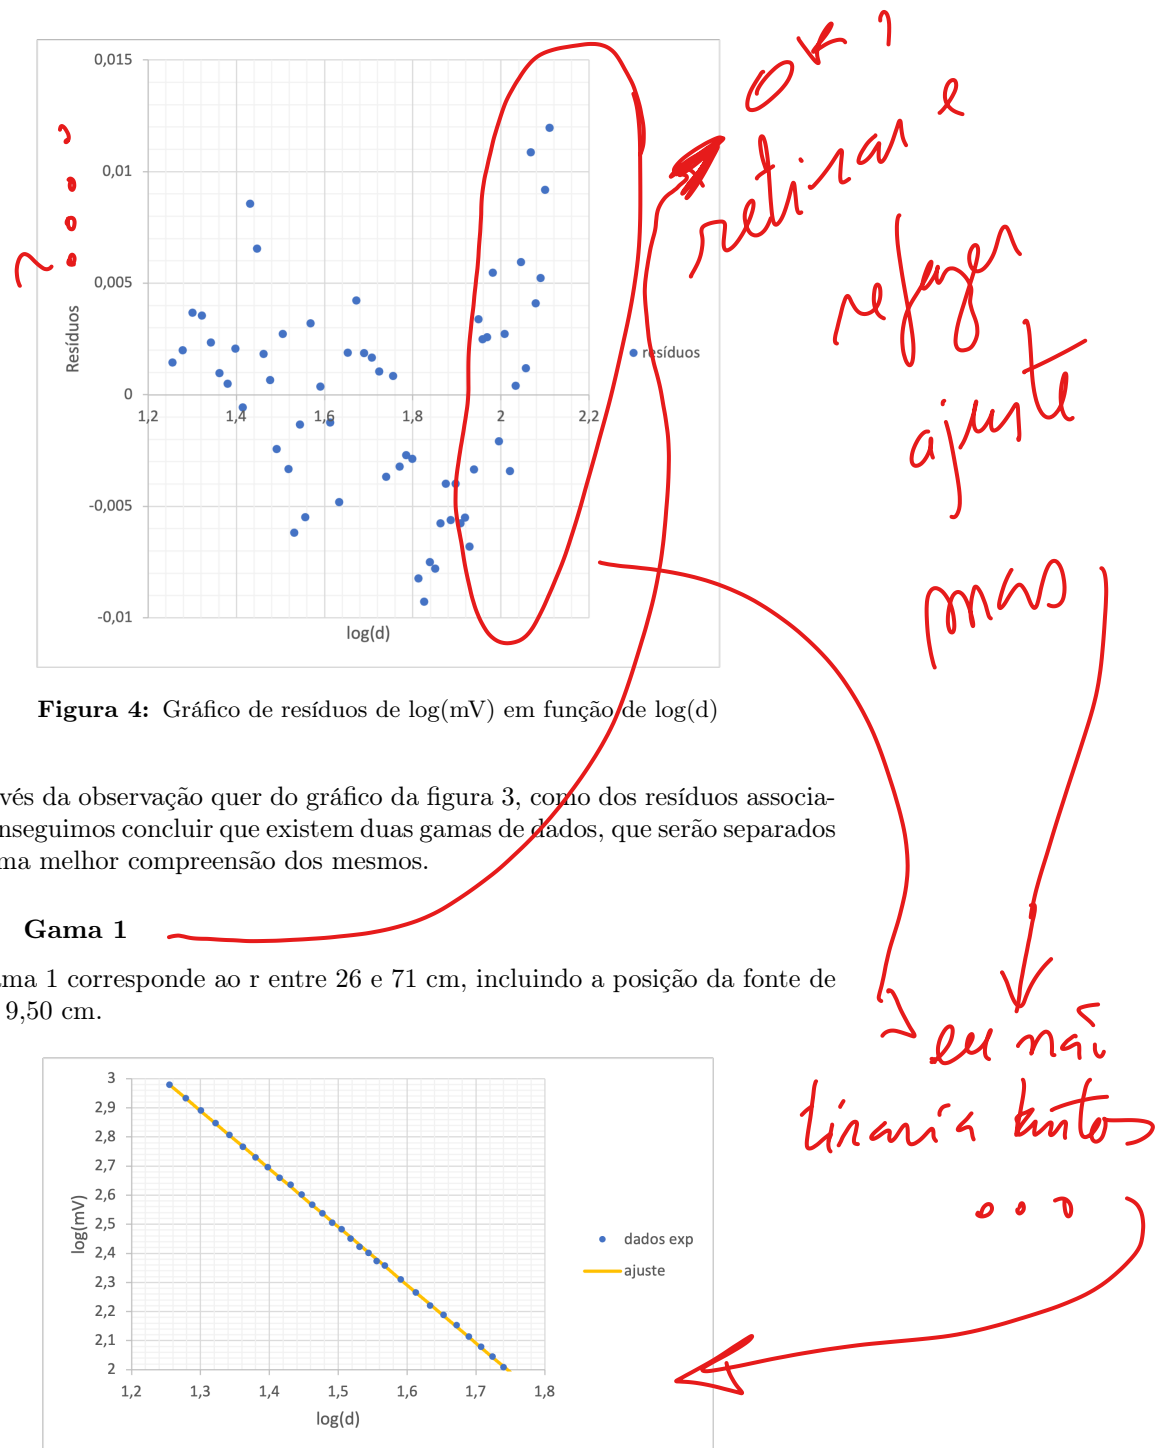 0,015
0,01
0,005
0
-0,005
-0,01
Resíduos
1,2
1,4
1,6
1,8
2
2,2
log(d)
resíduos
OK,
retirar e
refazer
ajuste
mas
Figura 4: Gráfico de resíduos de log(mV) em função de log(d)
vés da observação quer do gráfico da figura 3, como dos resíduos associa-
nseguimos concluir que existem duas gamas de dados, que serão separados
ma melhor compreensão dos mesmos.
Gama 1
ma 1 corresponde ao r entre 26 e 71 cm, incluindo a posição da fonte de
9,50 cm.
eu não
tiraria tantos
...
3
2,9
2,8
2,7
2,6
2,5
2,4
2,3
2,2
2,1
2
log(mV)
1,2
1,3
1,4
1,5
1,6
1,7
1,8
log(d)
dados exp
ajuste